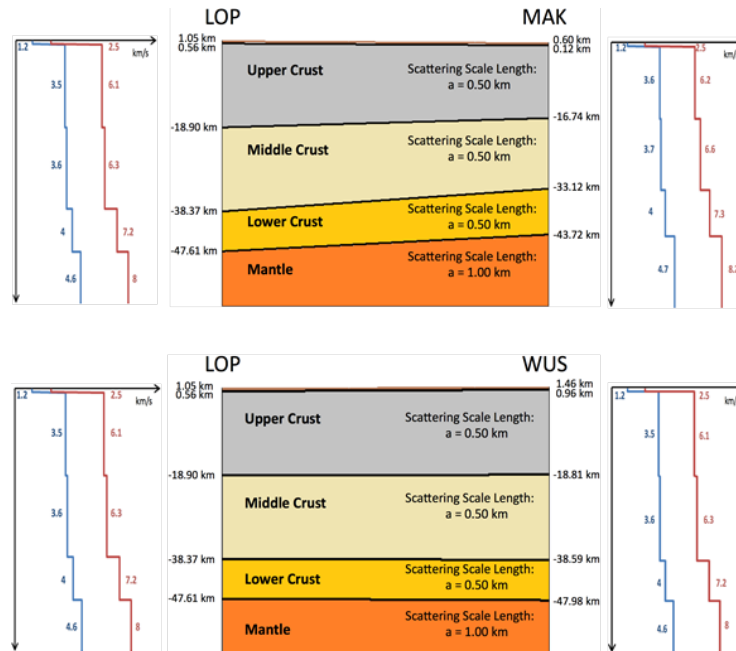 LOP MAK
1.2 2.5
km/s
3.5 6.1
3.6 6.3
4 7.2
4.6 8
1.05 km
0.56 km
-18.90 km
-38.37 km
-47.61 km
Upper Crust
Scattering Scale Length:
a = 0.50 km
Middle Crust
Scattering Scale Length:
a = 0.50 km
Lower Crust
Scattering Scale Length:
a = 0.50 km
Mantle
Scattering Scale Length:
a = 1.00 km
0.60 km
0.12 km
-16.74 km
-33.12 km
-43.72 km
1.2 2.5
3.6 6.2
3.7 6.6
4 7.3
4.7
LOP WUS
1.2 2.5
km/s
3.5 6.1
3.6 6.3
4 7.2
4.6 8
1.05 km
0.56 km
-18.90 km
-38.37 km
-47.61 km
Upper Crust
Scattering Scale Length:
a = 0.50 km
Middle Crust
Scattering Scale Length:
a = 0.50 km
Lower Crust
Scattering Scale Length:
a = 0.50 km
Mantle
Scattering Scale Length:
a = 1.00 km
1.46 km
0.96 km
-18.81 km
-38.59 km
-47.98 km
1.2 2.5
3.5 6.1
3.6 6.3
4 7.2
4.6 8